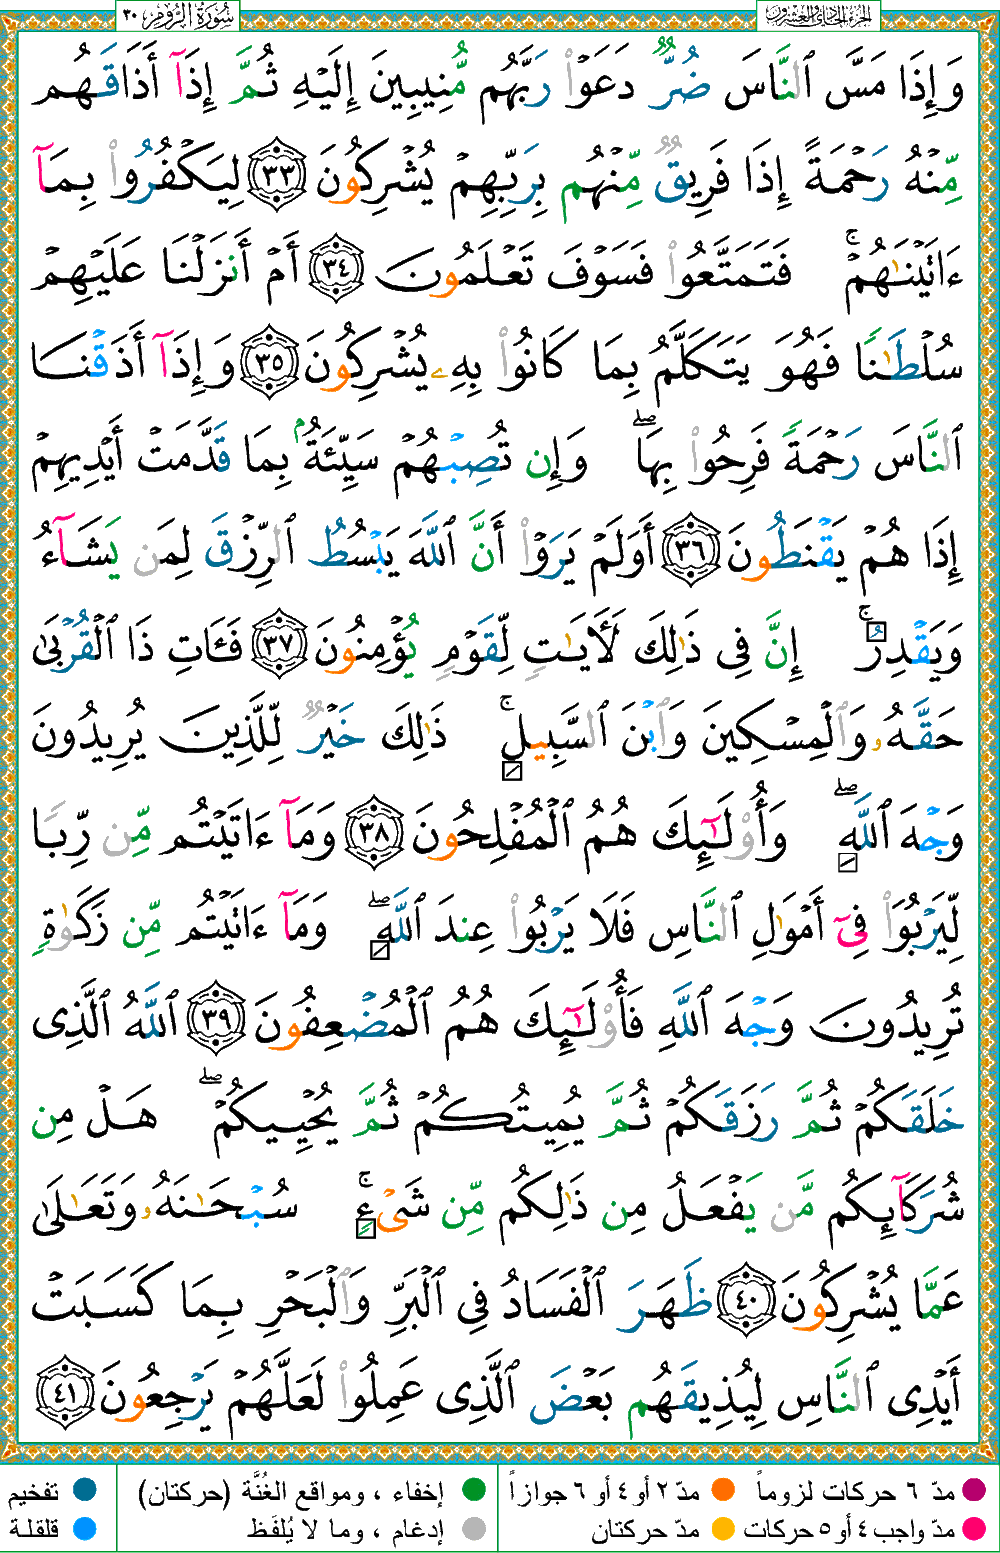 سُورَةُ الرُّومِ ٣٠
الجزء الحادي والعشرون
وَإِذَا مَسَّ ٱلنَّاسَ ضُرٌّ دَعَوْا۟ رَبَّهُم مُّنِيبِينَ إِلَيْهِ ثُمَّ إِذَآ أَذَاقَهُم
مِّنْهُ رَحْمَةً إِذَا فَرِيقٌ مِّنْهُم بِرَبِّهِمْ يُشْرِكُونَ ٣٣ لِيَكْفُرُوا۟ بِمَآ
ءَاتَيْنَٰهُمْ ۚ فَتَمَتَّعُوا۟ فَسَوْفَ تَعْلَمُونَ ٣٤ أَمْ أَنزَلْنَا عَلَيْهِمْ
سُلْطَٰنًا فَهُوَ يَتَكَلَّمُ بِمَا كَانُوا۟ بِهِۦ يُشْرِكُونَ ٣٥ وَإِذَآ أَذَقْنَا
ٱلنَّاسَ رَحْمَةً فَرِحُوا۟ بِهَا ۖ وَإِن تُصِبْهُمْ سَيِّئَةٌۢ بِمَا قَدَّمَتْ أَيْدِيهِمْ
إِذَا هُمْ يَقْنَطُونَ ٣٦ أَوَلَمْ يَرَوْا۟ أَنَّ ٱللَّهَ يَبْسُطُ ٱلرِّزْقَ لِمَن يَشَآءُ
وَيَقْدِرُ ۚ إِنَّ فِى ذَٰلِكَ لَأَيَٰتٍ لِّقَوْمٍ يُؤْمِنُونَ ٣٧ فَـَٔاتِ ذَا ٱلْقُرْبَىٰ
حَقَّهُۥ وَٱلْمِسْكِينَ وَٱبْنَ ٱلسَّبِيلِ ۚ ذَٰلِكَ خَيْرٌ لِّلَّذِينَ يُرِيدُونَ
وَجْهَ ٱللَّهِ ۖ وَأُو۟لَـٰٓئِكَ هُمُ ٱلْمُفْلِحُونَ ٣٨ وَمَآ ءَاتَيْتُم مِّن رِّبًا
لِّيَرْبُوَا۟ فِىٓ أَمْوَٰلِ ٱلنَّاسِ فَلَا يَرْبُوا۟ عِندَ ٱللَّهِ ۖ وَمَآ ءَاتَيْتُم مِّن زَكَوٰةٍ
تُرِيدُونَ وَجْهَ ٱللَّهِ فَأُو۟لَـٰٓئِكَ هُمُ ٱلْمُضْعِفُونَ ٣٩ ٱللَّهُ ٱلَّذِى
خَلَقَكُمْ ثُمَّ رَزَقَكُمْ ثُمَّ يُمِيتُكُمْ ثُمَّ يُحْيِيكُمْ ۖ هَلْ مِن
شُرَكَآئِكُم مَّن يَفْعَلُ مِن ذَٰلِكُم مِّن شَىْءٍ ۚ سُبْحَٰنَهُۥ وَتَعَٰلَىٰ
عَمَّا يُشْرِكُونَ ٤٠ ظَهَرَ ٱلْفَسَادُ فِى ٱلْبَرِّ وَٱلْبَحْرِ بِمَا كَسَبَتْ
أَيْدِى ٱلنَّاسِ لِيُذِيقَهُم بَعْضَ ٱلَّذِى عَمِلُوا۟ لَعَلَّهُمْ يَرْجِعُونَ ٤١
مدّ ٦ حركات لزوماً مدّ ٢ أو ٤ أو ٦ جوازاً إخفاء ، ومواقع الغُنَّة (حركتان) تفخيم
مدّ واجب ٤ أو ٥ حركات مدّ حركتان إدغام ، وما لا يُلفَظ قلقلة